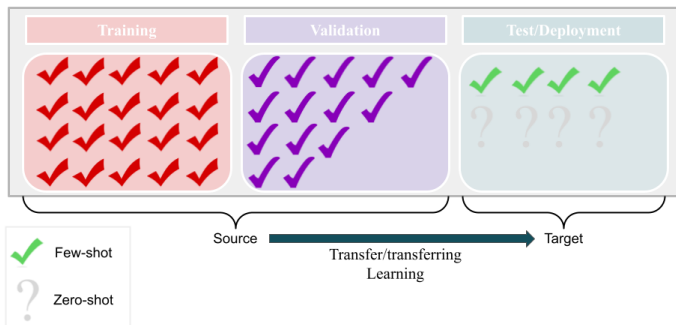 Training
Validation
Test/Deployment
Source
Target
Transfer/transferring
Learning
Few-shot
Zero-shot